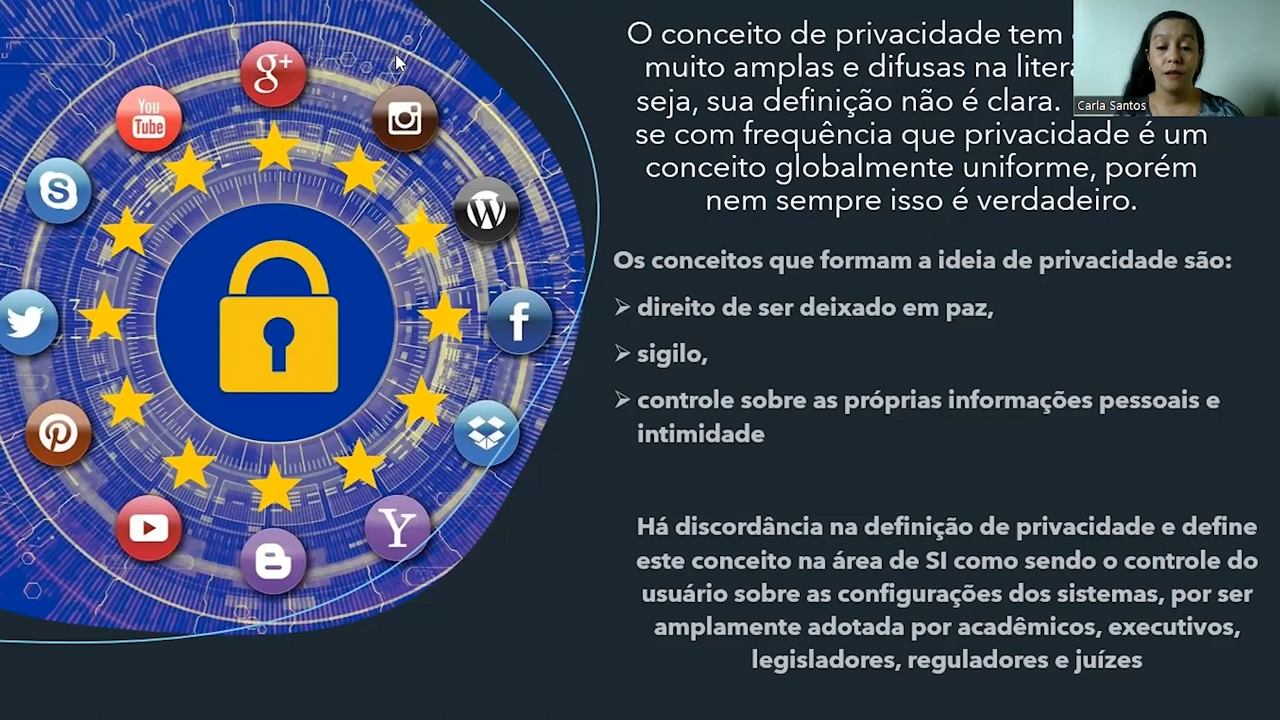 O conceito de privacidade tem
muito amplas e difusas na
seja, sua definição não é clara.
se com frequência que privacidade é um
conceito globalmente uniforme, porém
nem sempre isso é verdadeiro.
Carla Santos
Os conceitos que formam a ideia de privacidade são:
direito de ser deixado em paz,
sigilo,
controle sobre as próprias informações pessoais e
intimidade
Há discordância na definição de privacidade e define
este conceito na área de SI como sendo o controle do
usuário sobre as configurações dos sistemas, por ser
amplamente adotada por acadêmicos, executivos,
legisladores, reguladores e juízes
g+
You
Tube